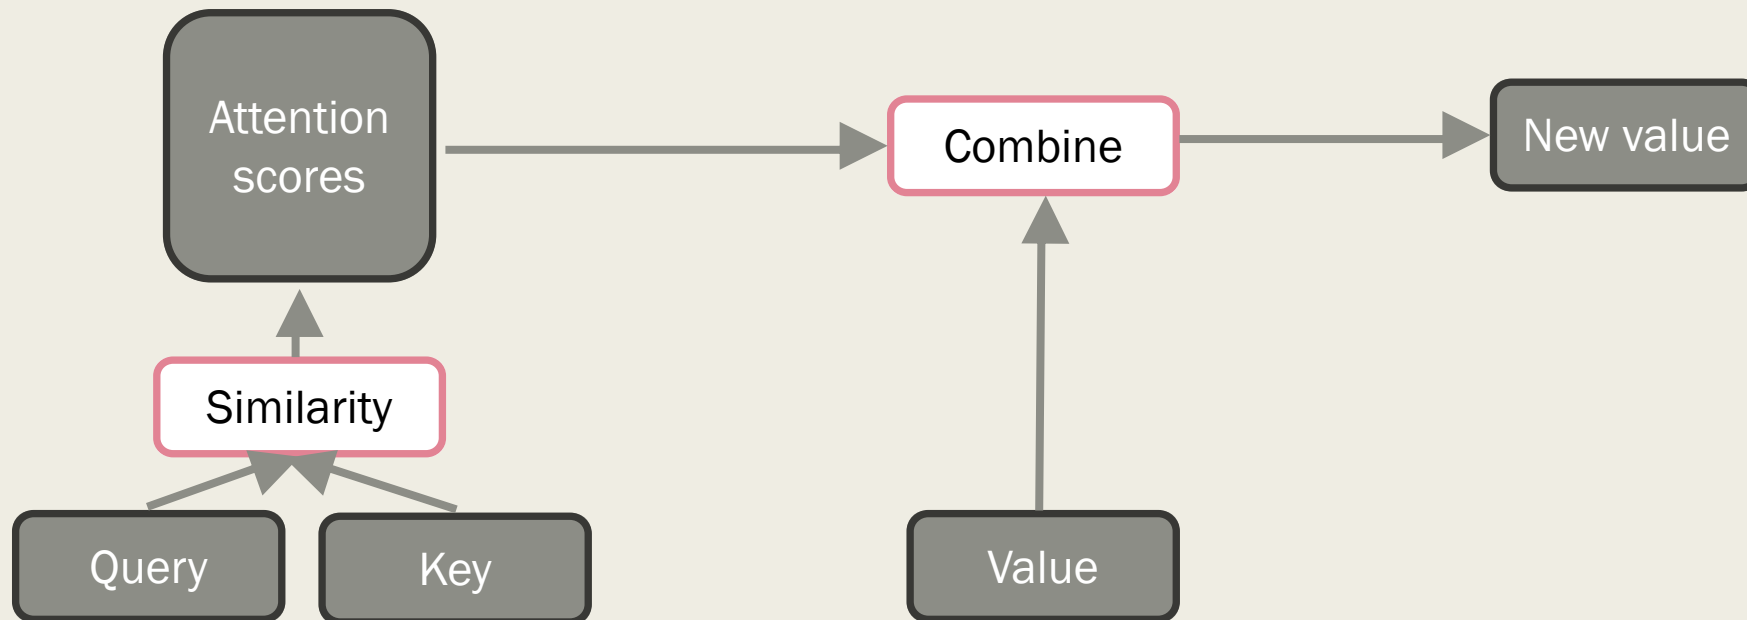 Attention
scores
Combine
New value
Similarity
Query
Key
Value